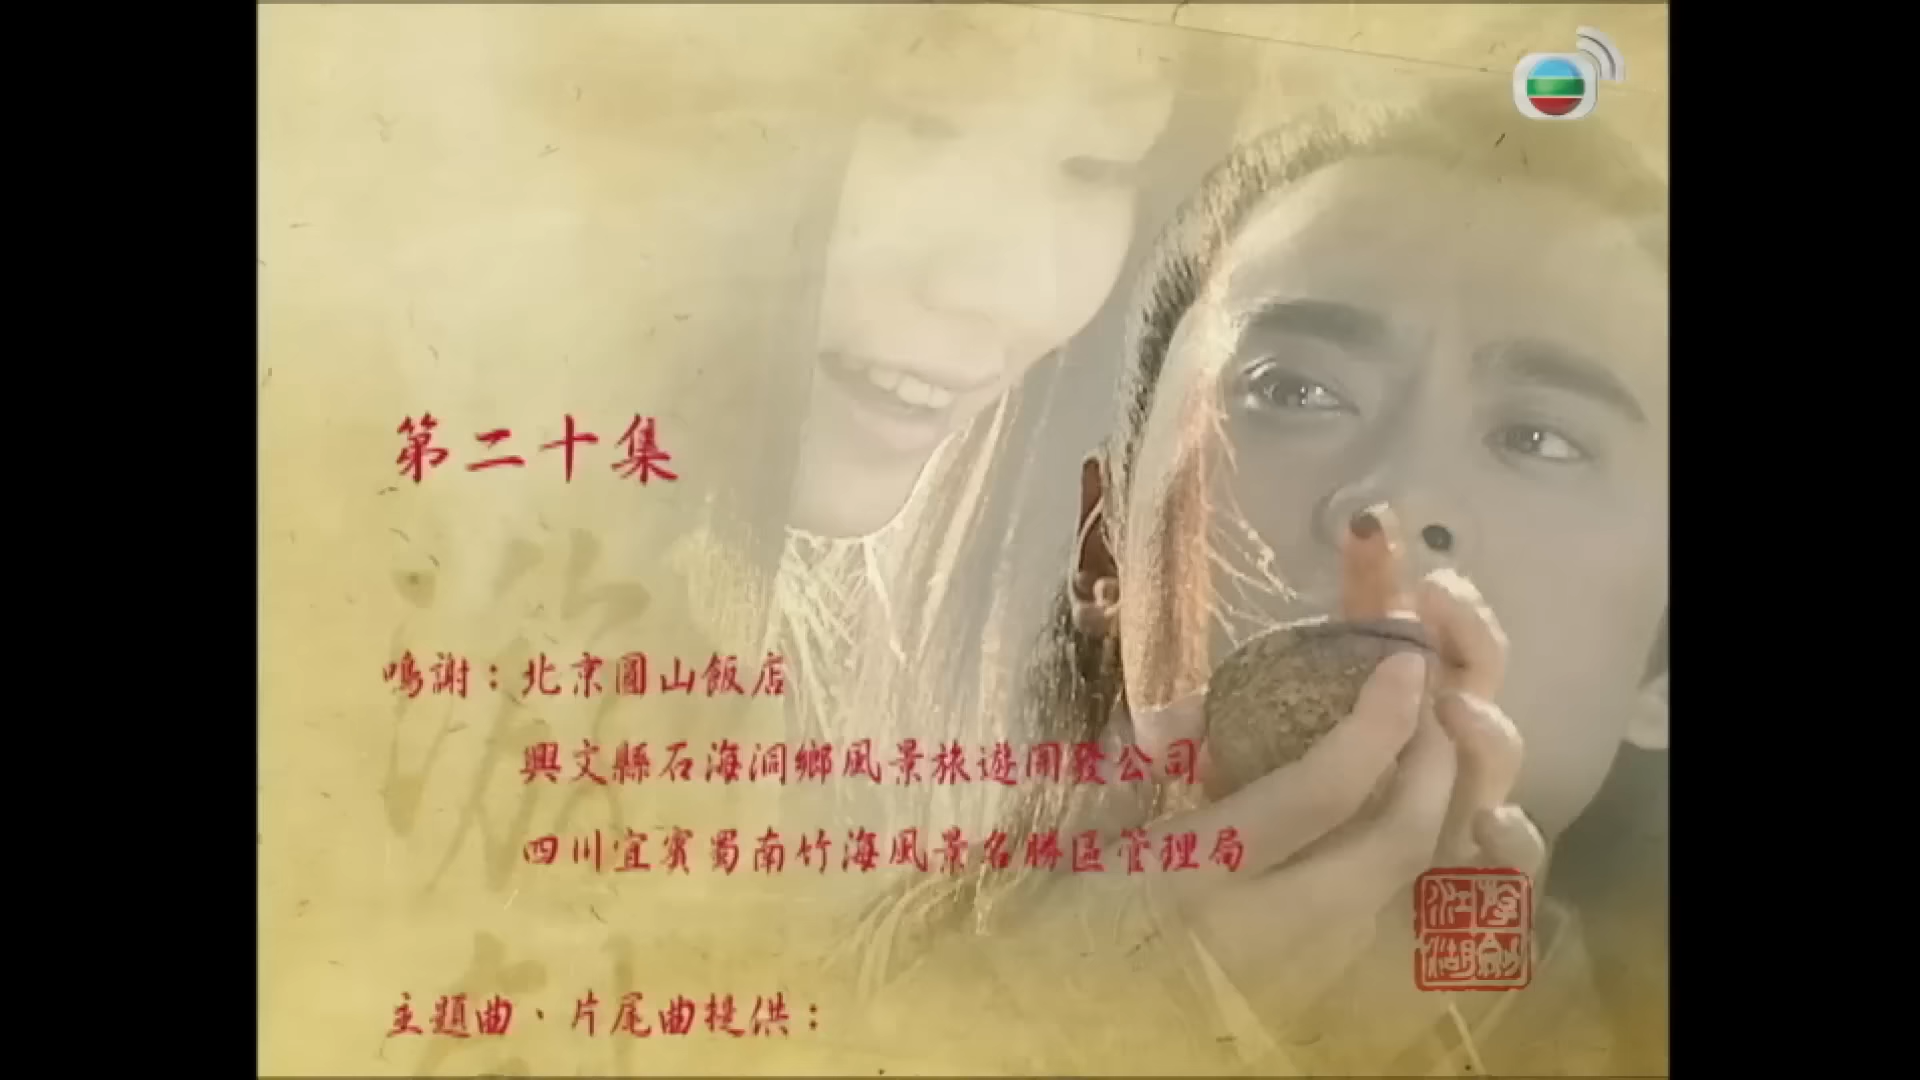 第二十集
鳴謝：北京圓山飯店
興文縣石海洞鄉風景旅遊開發公司
四川宜賓蜀南竹海風景名勝區管理局
主題曲、片尾曲提供：
江湖